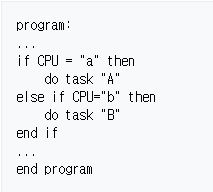 program:
...
if CPU = "a" then
    do task "A"
else if CPU="b" then
    do task "B"
end if
...
end program